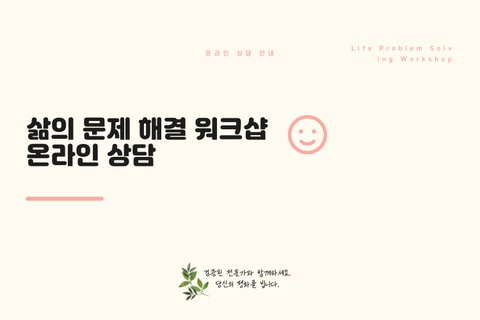 온라인 상담 안내
Life Problem Solv
ing Workshop
삶의 문제 해결 워크샵
온라인 상담
검증된 전문가와 함께하세요.
당신의 평화를 빕니다.